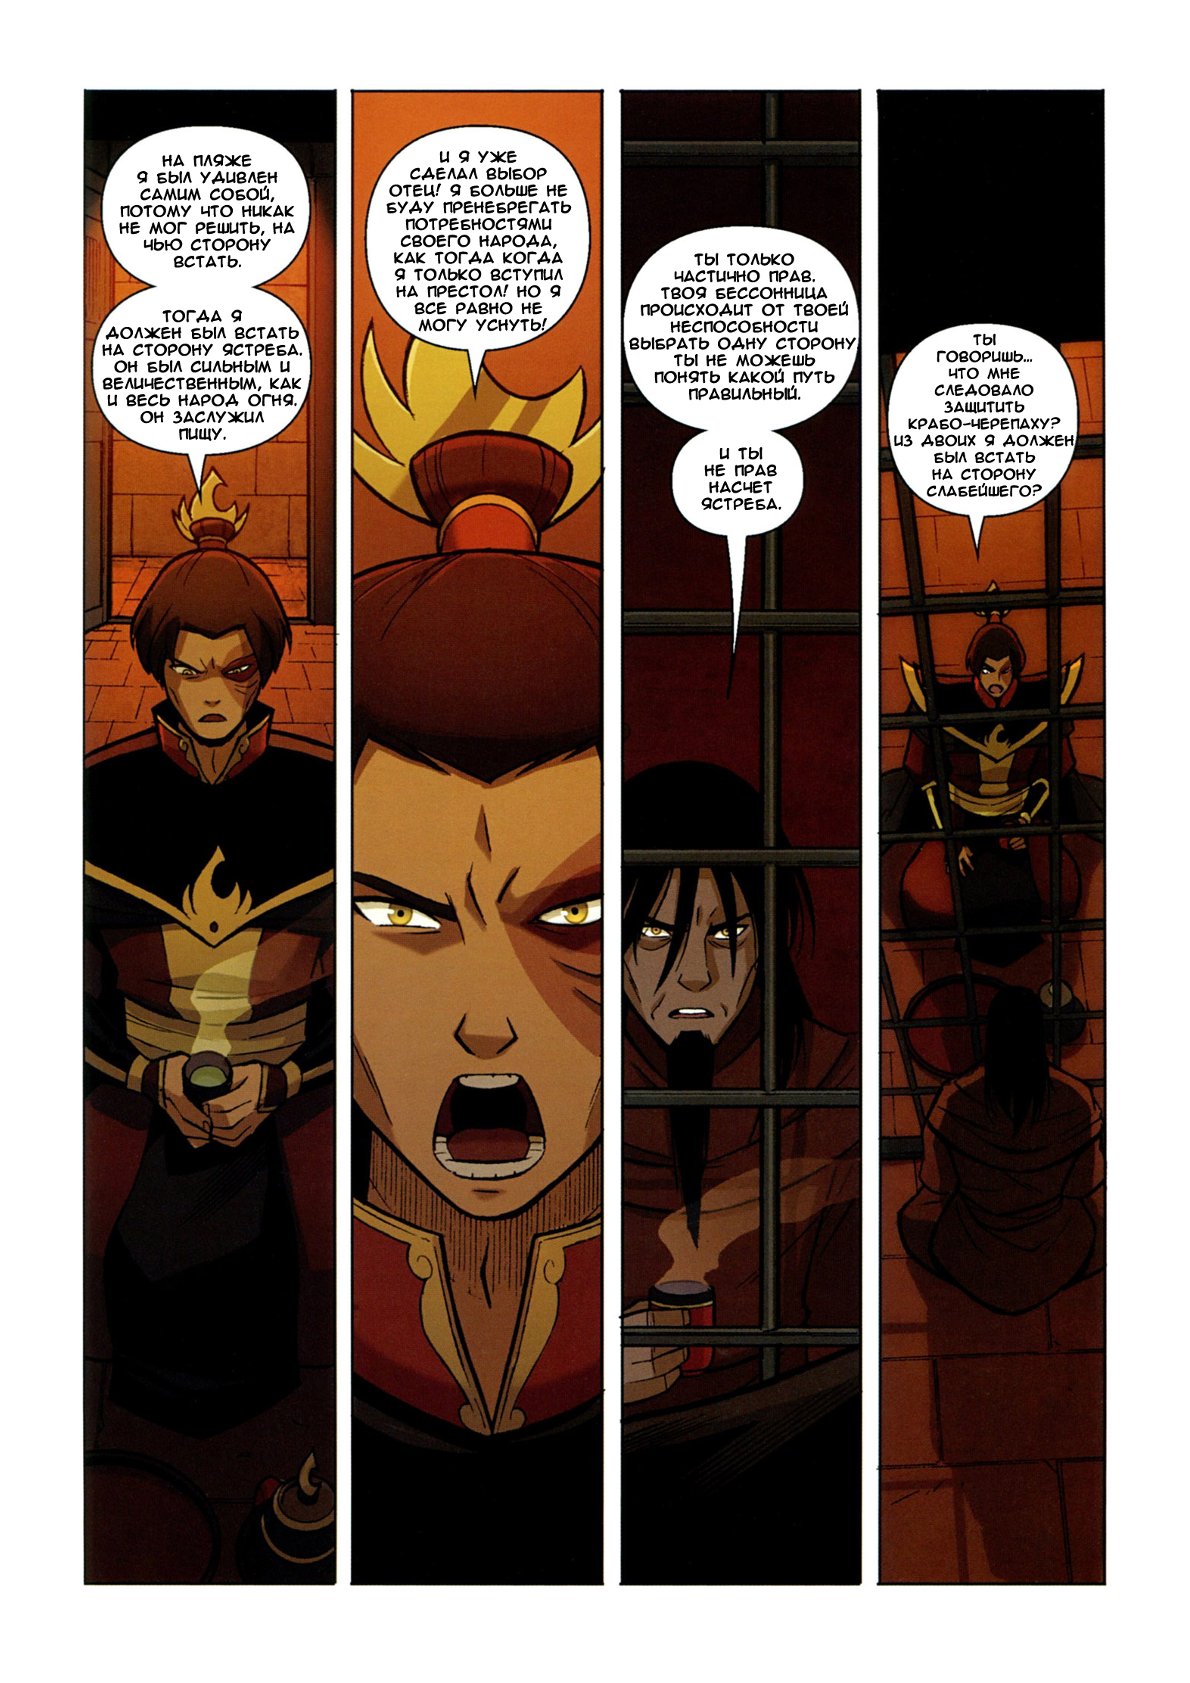 НА ПЛЯЖЕ
Я БЫЛ УДИВЛЕН
САМИМ СОБОЙ,
ПОТОМУ ЧТО НИКАК
НЕ МОГ РЕШИТЬ, НА
ЧЬЮ СТОРОНУ
ВСТАТЬ.
ТОГДА Я
ДОЛЖЕН БЫЛ ВСТАТЬ
НА СТОРОНУ ЯСТРЕБА.
ОН БЫЛ СИЛЬНЫМ И
ВЕЛИЧЕСТВЕННЫМ, КАК
И ВЕСЬ НАРОД ОГНЯ.
ОН ЗАСЛУЖИЛ
ПИЩУ.
И Я УЖЕ
СДЕЛАЛ ВЫБОР
ОТЕЦ! Я БОЛЬШЕ НЕ
БУДУ ПРЕНЕБРЕГАТЬ
ПОТРЕБНОСТЯМИ
СВОЕГО НАРОДА,
КАК ТОГДА КОГДА
Я ТОЛЬКО ВСТУПИЛ
НА ПРЕСТОЛ! НО Я
ВСЕ РАВНО НЕ
МОГУ УСНУТЬ!
ТЫ ТОЛЬКО
ЧАСТИЧНО ПРАВ.
ТВОЯ БЕССОННИЦА
ПРОИСХОДИТ ОТ ТВОЕЙ
НЕСПОСОБНОСТИ
ВЫБРАТЬ ОДНУ СТОРОНУ
ТЫ НЕ МОЖЕШЬ
ПОНЯТЬ КАКОЙ ПУТЬ
ПРАВИЛЬНЫЙ.
И ТЫ
НЕ ПРАВ
НАСЧЕТ
ЯСТРЕБА.
ТЫ
ГОВОРИШЬ...
ЧТО МНЕ
СЛЕДОВАЛО
ЗАЩИТИТЬ
КРАБО-ЧЕРЕПАХУ?
ИЗ ДВОИХ Я ДОЛЖЕН
БЫЛ ВСТАТЬ
НА СТОРОНУ
СЛАБЕЙШЕГО?